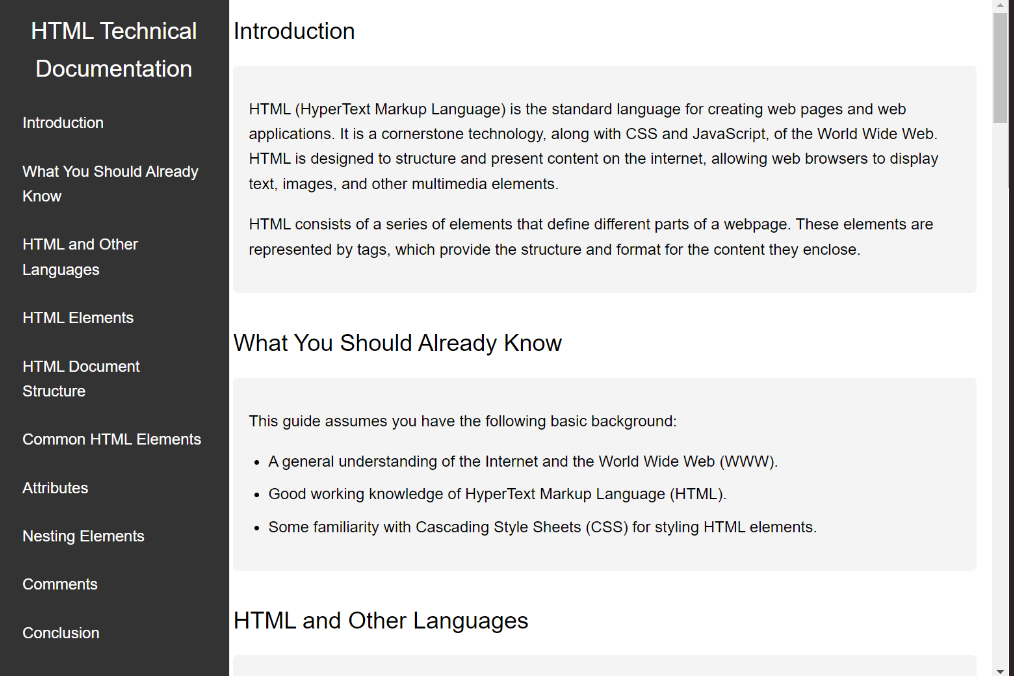 HTML Technical
Documentation
Introduction
What You Should Already
Know
HTML and Other
Languages
HTML Elements
HTML Document
Structure
Common HTML Elements
Attributes
Nesting Elements
Comments
Conclusion
Introduction
HTML (HyperText Markup Language) is the standard language for creating web pages and web
applications. It is a cornerstone technology, along with CSS and JavaScript, of the World Wide Web.
HTML is designed to structure and present content on the internet, allowing web browsers to display
text, images, and other multimedia elements.
HTML consists of a series of elements that define different parts of a webpage. These elements are
represented by tags, which provide the structure and format for the content they enclose.
What You Should Already Know
This guide assumes you have the following basic background:
• A general understanding of the Internet and the World Wide Web (WWW).
• Good working knowledge of HyperText Markup Language (HTML).
• Some familiarity with Cascading Style Sheets (CSS) for styling HTML elements.
HTML and Other Languages